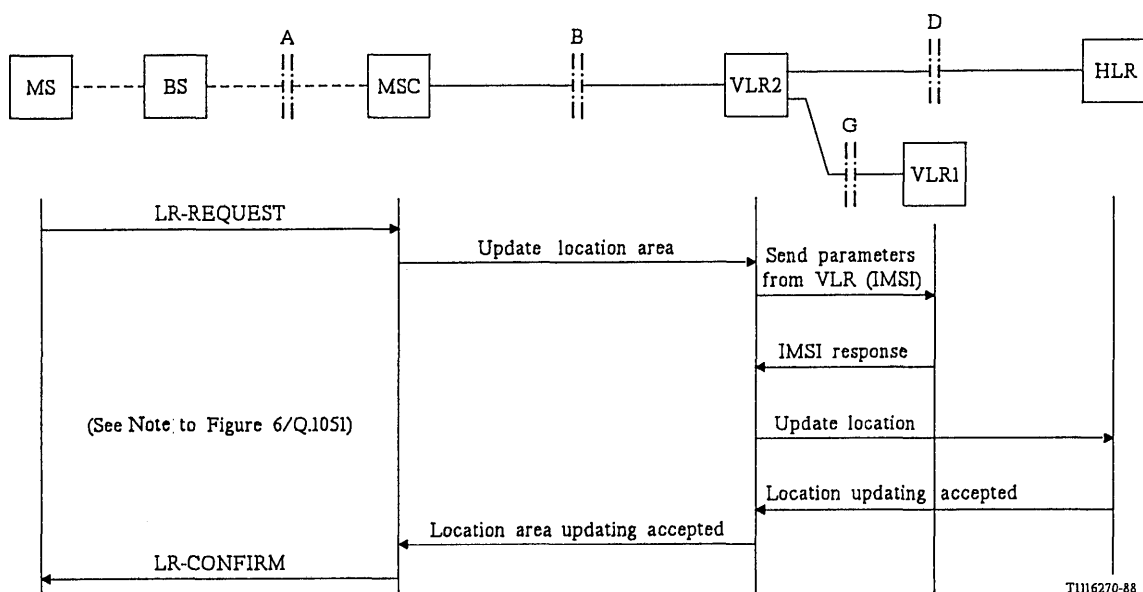 A
B
D
MS
BS
MSC
VLR2
HLR
G
VLR1
LR-REQUEST
Update location area
Send parameters
from VLR (IMSI)
IMSI response
(See Note to Figure 6/Q.1051)
Update location
Location updating accepted
Location area updating accepted
LR-CONFIRM
T1116270-88